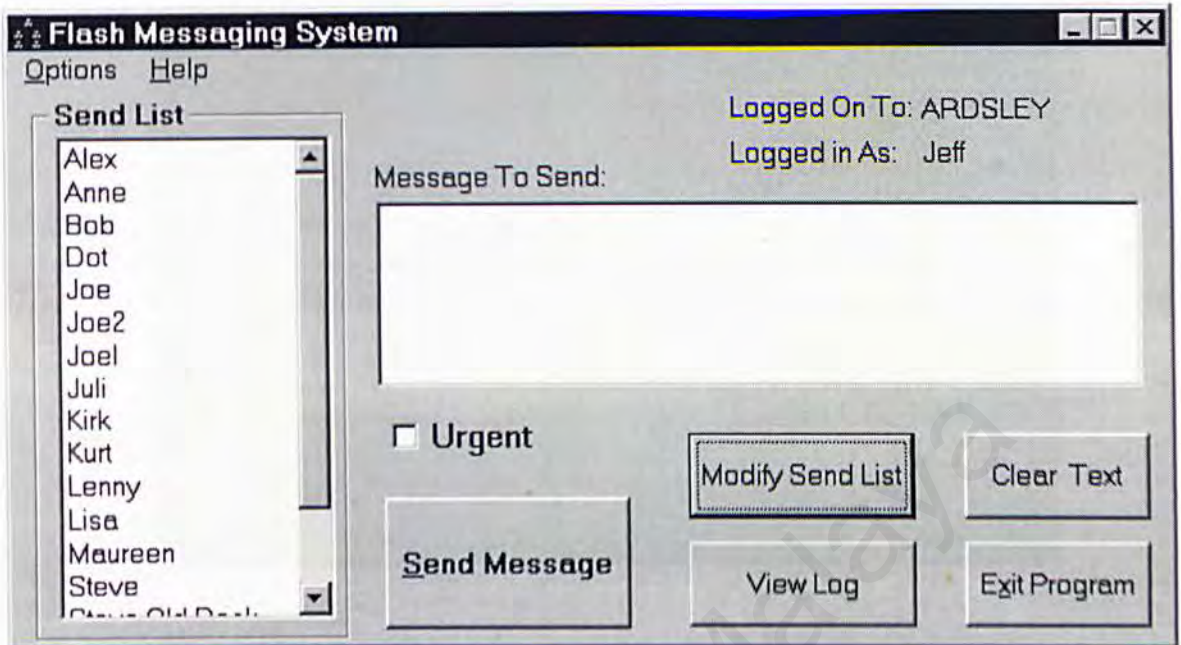 Flash Messaging System
Options Help
Send List
Alex
Anne
Bob
Dot
Joe
Joe2
Joel
Juli
Kirk
Kurt
Lenny
Lisa
Maureen
Steve
Logged On To: ARDSLEY
Logged in As: Jeff
Message To Send:
Urgent
Modify Send List
Clear Text
Send Message
View Log
Exit Program